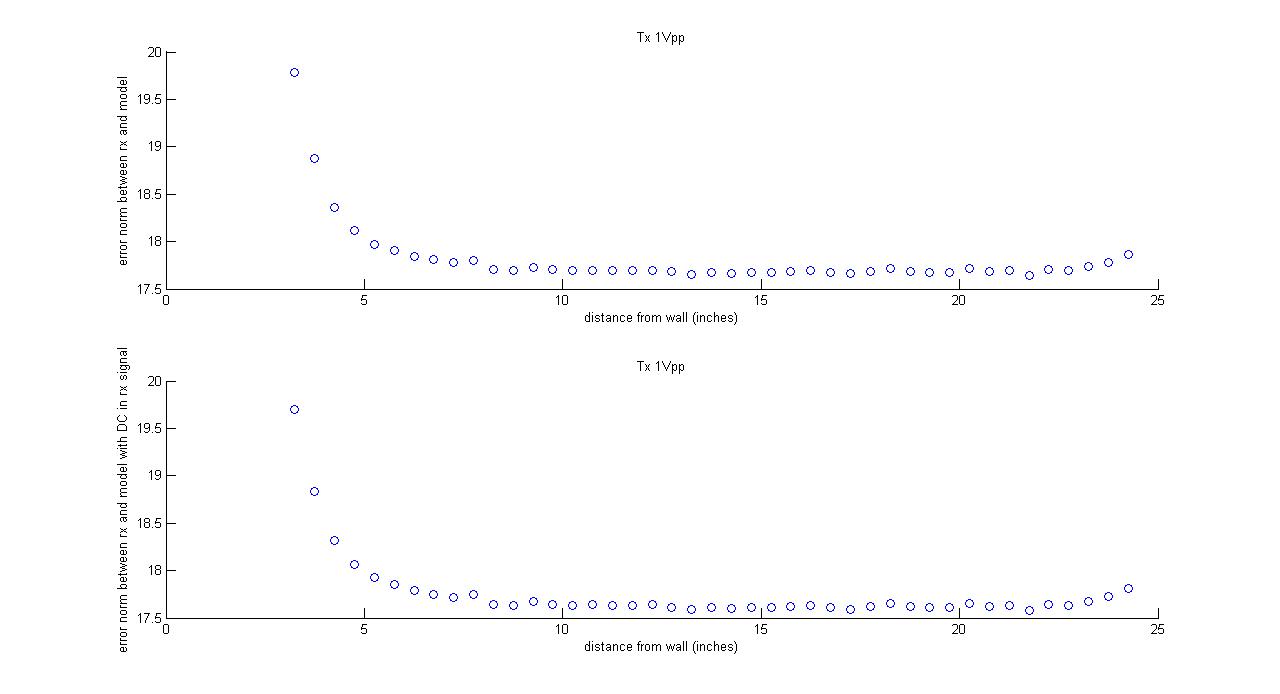 Tx 1Vpp
error norm between rx and model
20
19.5
19
18.5
18
17.5
0 5 10 15 20 25
distance from wall (inches)
Tx 1Vpp
error norm between rx and model with DC in rx signal
20
19.5
19
18.5
18
17.5
0 5 10 15 20 25
distance from wall (inches)